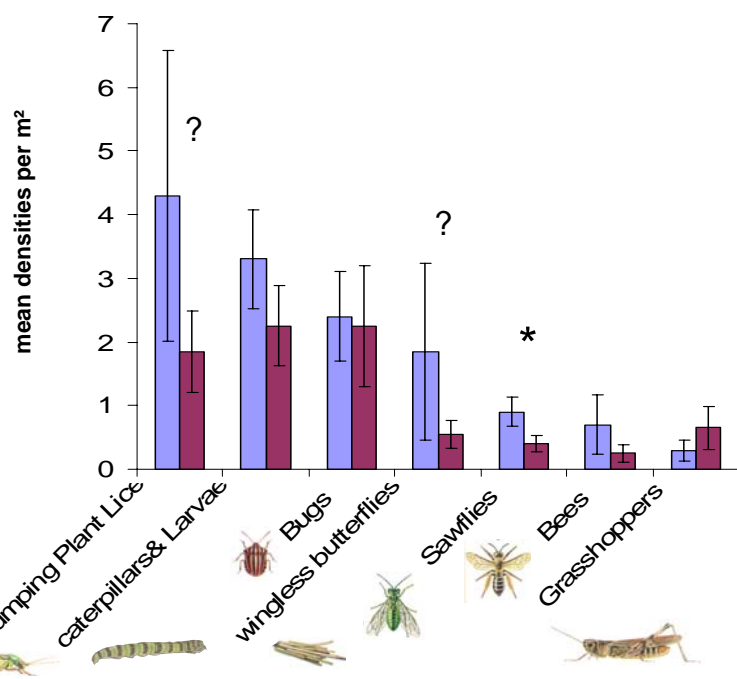 mean densities per m²
7
6
5
4
3
2
1
0
?
?
*
Plant Lice
caterpillars& Larvae
Bugs
wingless butterflies
Sawflies
Bees
Grasshoppers